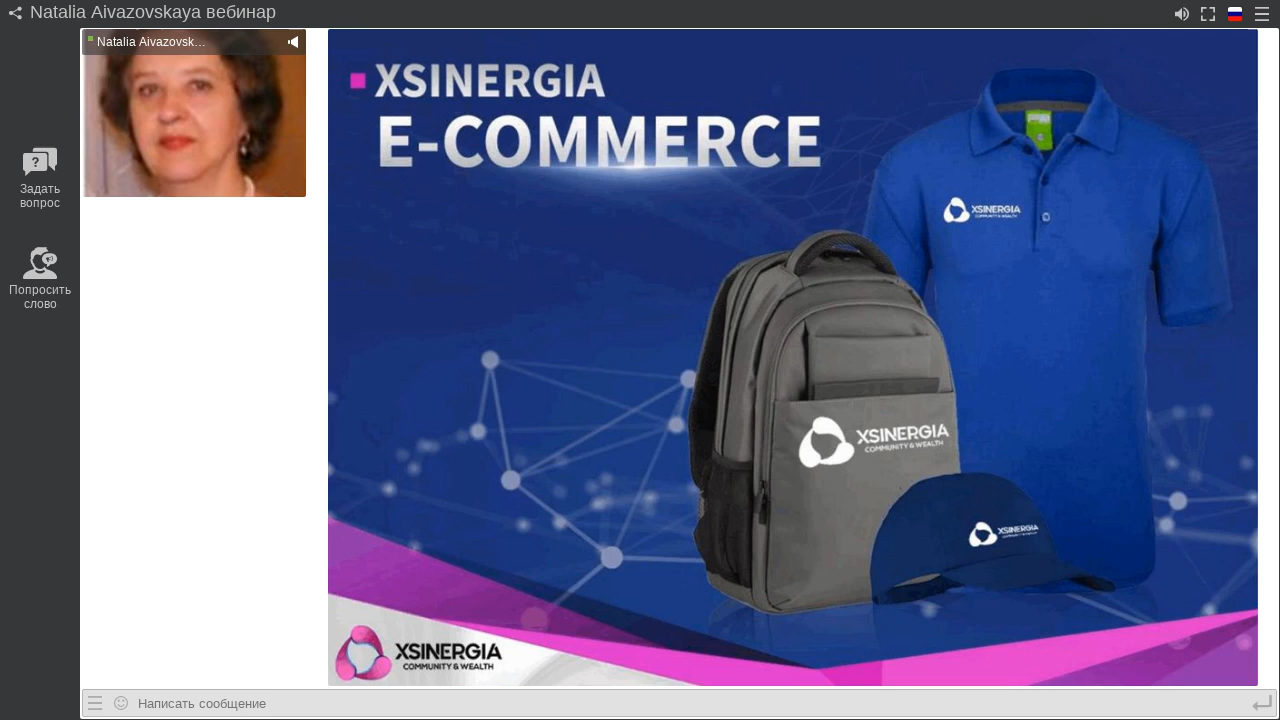 Natalia Aivazovskaya вебинар
Natalia Aivazovsk...
Задать
вопрос
Попросить
слово
XSINERGIA
E-COMMERCE
XSINERGIA
COMMUNITY & WEALTH
XSINERGIA
COMMUNITY & WEALTH
XSINERGIA
COMMUNITY & WEALTH
XSINERGIA
COMMUNITY & WEALTH
Написать сообщение